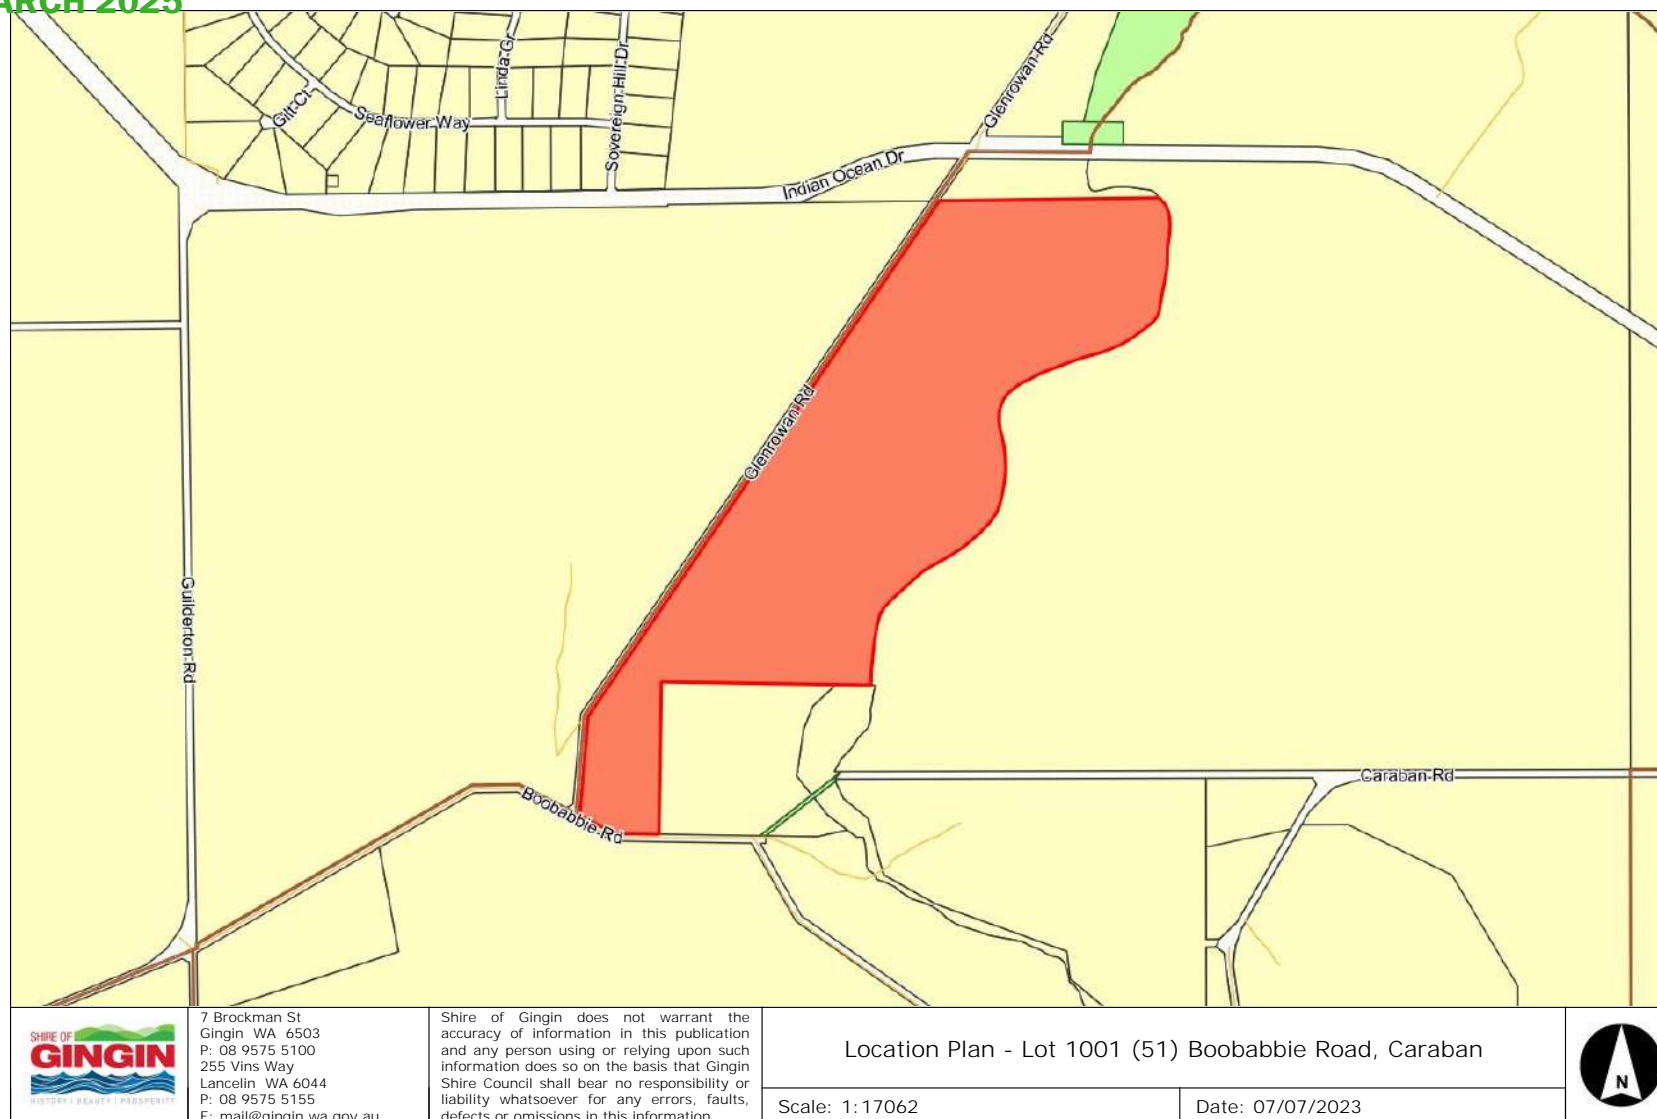 ARCH 2025
Glenrowan Rd
Linda Gr
Sovereign Hill Dr
Gilt Ct
Seaflower Way
Indian Ocean Dr
Glenrowan Rd
Guilderton Rd
Caraban Rd
Boobabbie Rd
SHIRE OF
GINGIN
HISTORY | BEAUTY | PROSPERITY
7 Brockman St
Gingin WA 6503
P: 08 9575 5100
255 Vins Way
Lancelin WA 6044
P: 08 9575 5155
E: mail@gingin.wa.gov.au
Shire of Gingin does not warrant the
accuracy of information in this publication
and any person using or relying upon such
information does so on the basis that Gingin
Shire Council shall bear no responsibility or
liability whatsoever for any errors, faults,
defects or omissions in this information
Location Plan - Lot 1001 (51) Boobabbie Road, Caraban
Scale: 1:17062
Date: 07/07/2023
N